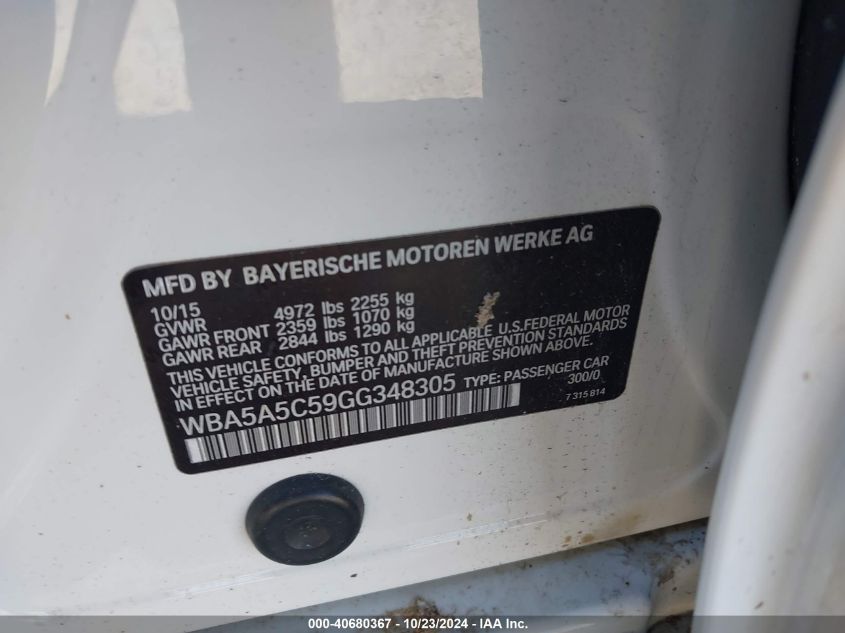 MFD BY BAYERISCHE MOTOREN WERKE AG
10/15
GVWR 4972 lbs 2255 kg
GAWR FRONT 2359 lbs 1070 kg
GAWR REAR 2844 lbs 1290 kg
THIS VEHICLE CONFORMS TO ALL APPLICABLE U.S.FEDERAL MOTOR
VEHICLE SAFETY, BUMPER AND THEFT PREVENTION STANDARDS
IN EFFECT ON THE DATE OF MANUFACTURE SHOWN ABOVE.
WBA5A5C59GG348305 TYPE: PASSENGER CAR
300/0
7 315 814
000-40680367 - 10/23/2024 - IAA Inc.